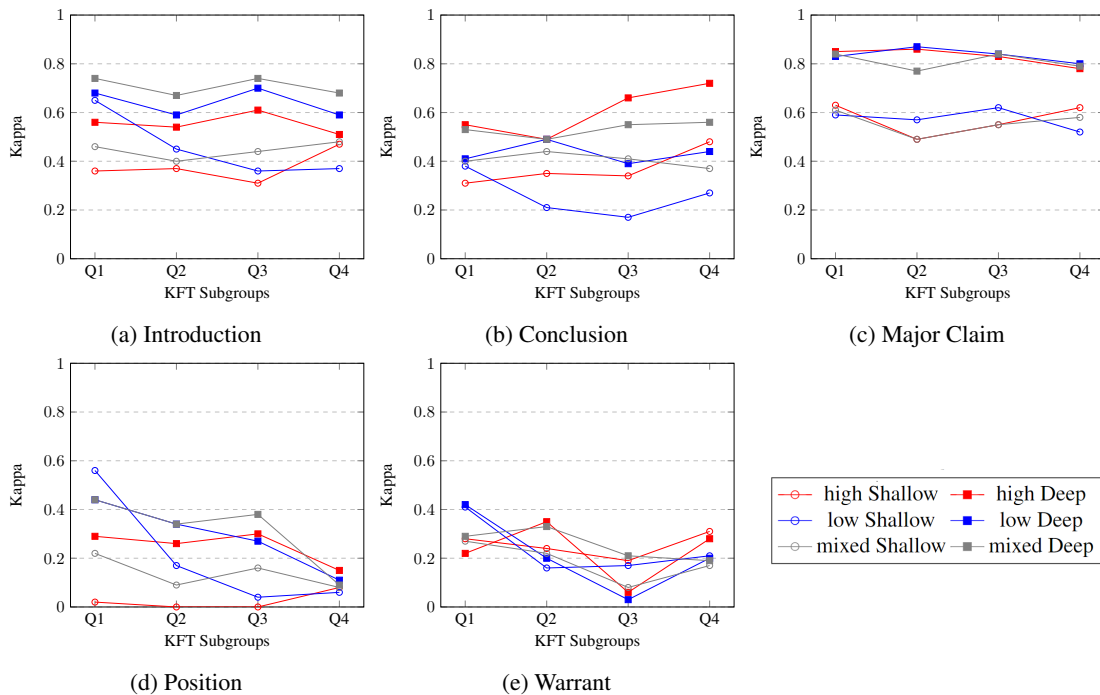 1
0.8
0.6
0.4
0.2
0
Kappa
Q1 Q2 Q3 Q4
KFT Subgroups
(a) Introduction
1
0.8
0.6
0.4
0.2
0
Kappa
Q1 Q2 Q3 Q4
KFT Subgroups
(b) Conclusion
1
0.8
0.6
0.4
0.2
0
Kappa
Q1 Q2 Q3 Q4
KFT Subgroups
(c) Major Claim
1
0.8
0.6
0.4
0.2
0
Kappa
Q1 Q2 Q3 Q4
KFT Subgroups
(d) Position
1
0.8
0.6
0.4
0.2
0
Kappa
Q1 Q2 Q3 Q4
KFT Subgroups
(e) Warrant
high Shallow high Deep
low Shallow low Deep
mixed Shallow mixed Deep